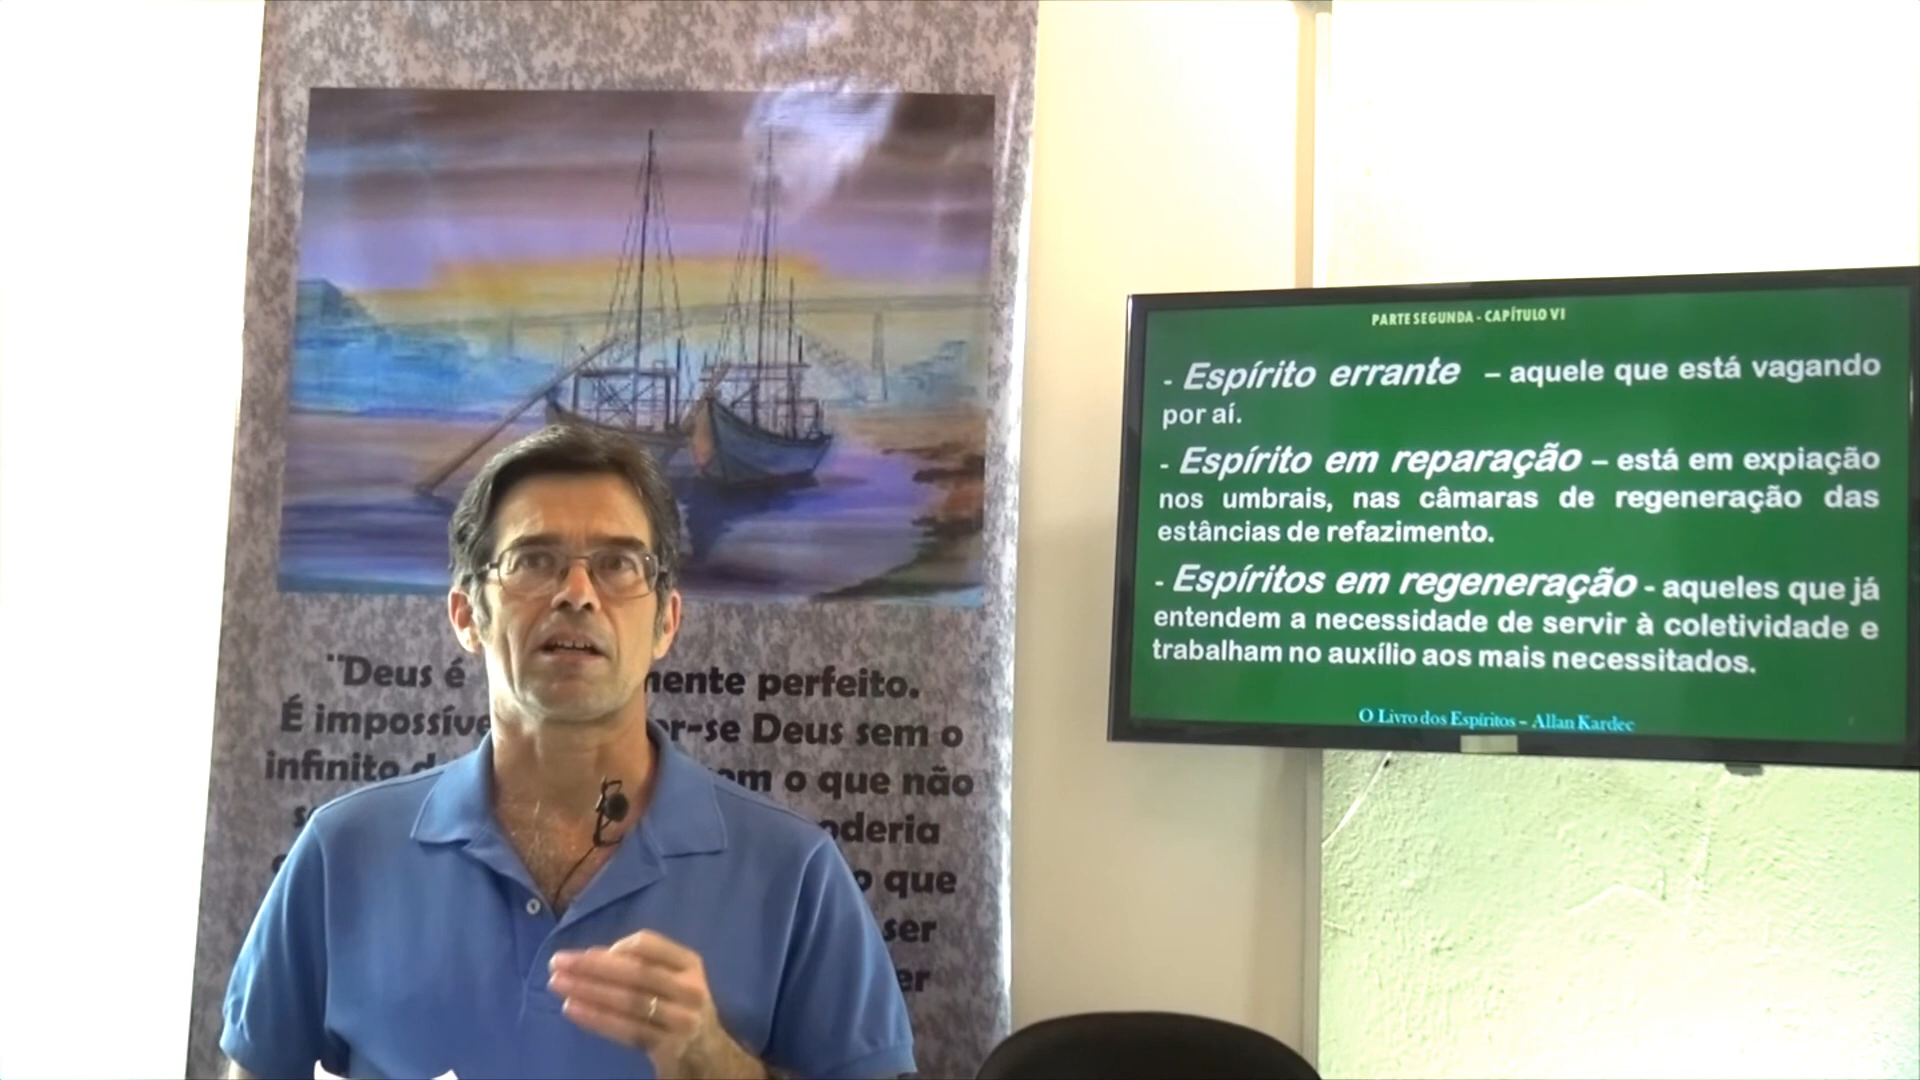 ¨Deus é mente perfeito.
É impossíve er-se Deus sem o
infinito d em o que não
oderia
o que
ser
er
PARTE SEGUNDA - CAPÍTULO VI
- Espírito errante – aquele que está vagando
por aí.
- Espírito em reparação – está em expiação
nos umbrais, nas câmaras de regeneração das
estâncias de refazimento.
- Espíritos em regeneração - aqueles que já
entendem a necessidade de servir à coletividade e
trabalham no auxílio aos mais necessitados.
O Livro dos Espíritos – Allan Kardec